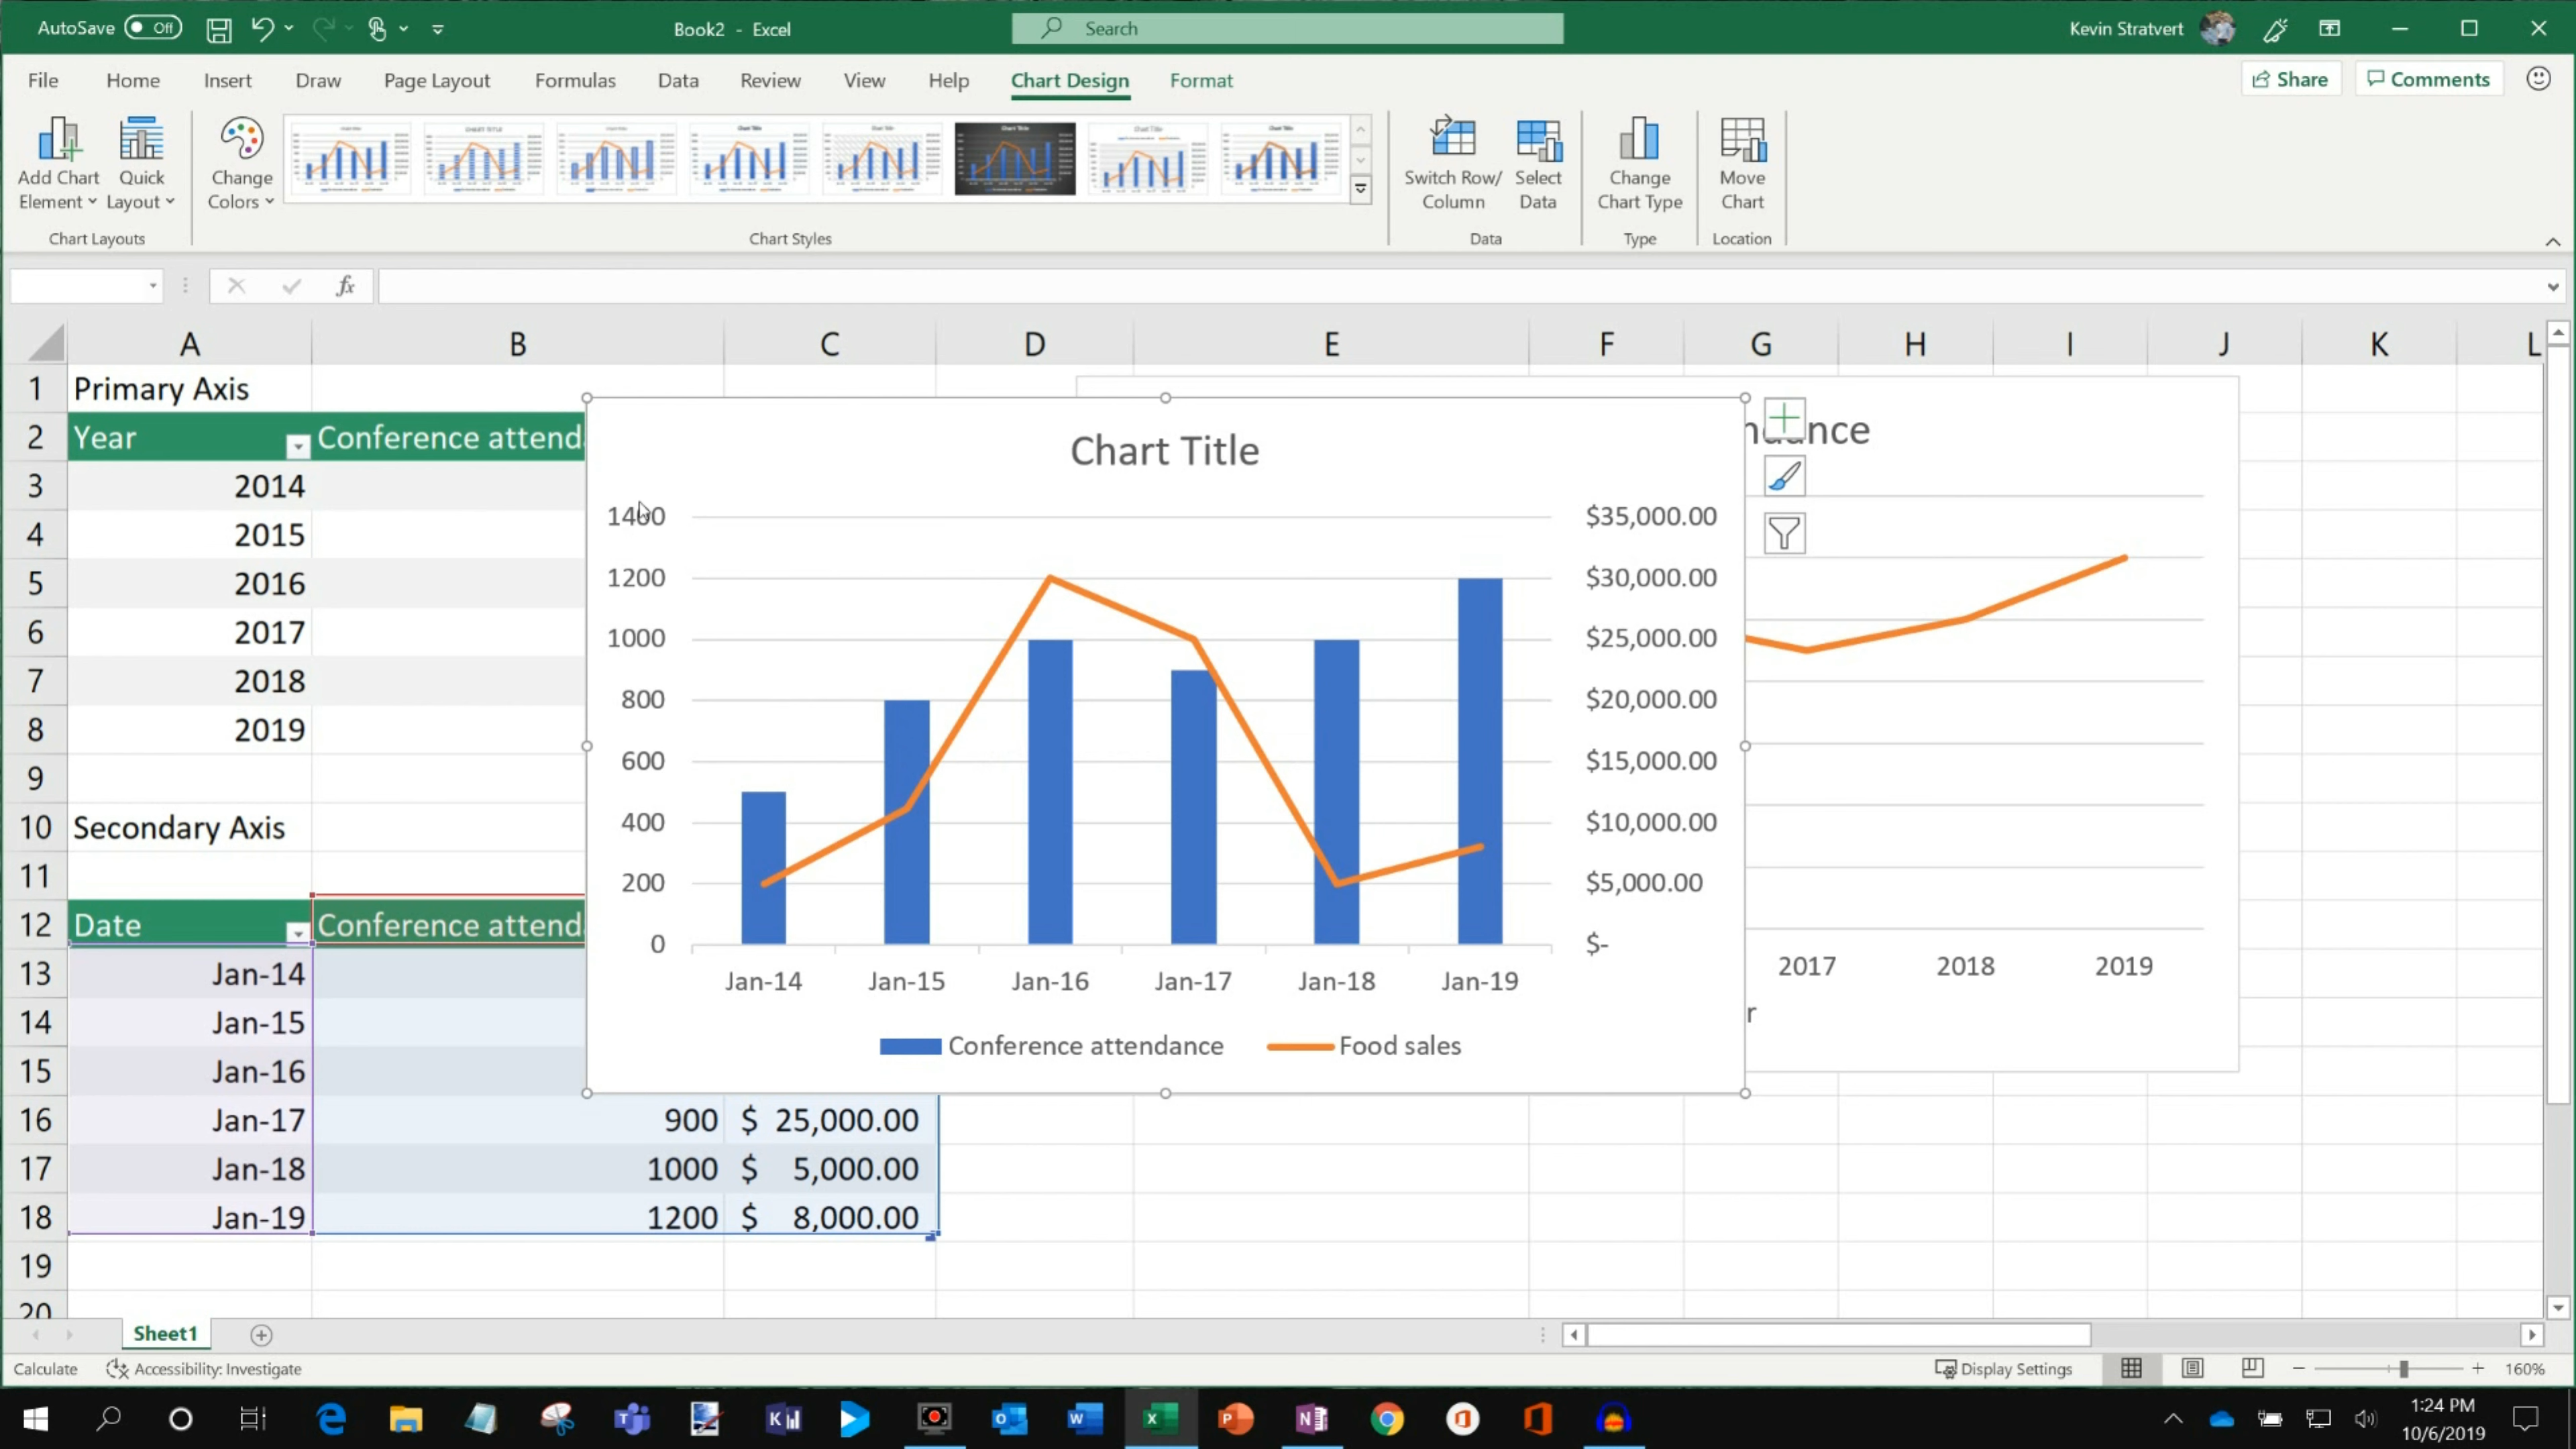 AutoSave Off
Book2 - Excel
Search
Kevin Stratvert
File Home Insert Draw Page Layout Formulas Data Review View Help Chart Design Format
Share Comments
Add Chart Element
Quick Layout
Change Colors
Switch Row/ Column
Select Data
Change Chart Type
Move Chart
Chart Layouts
Chart Styles
Data
Type
Location
fx
A B C D E F G H I J K L
1 Primary Axis
2 Year Conference attend
3 2014
4 2015
5 2016
6 2017
7 2018
8 2019
9
10 Secondary Axis
11
12 Date Conference attend
13 Jan-14
14 Jan-15
15 Jan-16
16 Jan-17 900 $ 25,000.00
17 Jan-18 1000 $ 5,000.00
18 Jan-19 1200 $ 8,000.00
19
20
Chart Title
1400 $35,000.00
1200 $30,000.00
1000 $25,000.00
800 $20,000.00
600 $15,000.00
400 $10,000.00
200 $5,000.00
0 $-
Jan-14 Jan-15 Jan-16 Jan-17 Jan-18 Jan-19
Conference attendance Food sales
2017 2018 2019
r
Sheet1
Calculate
Accessibility: Investigate
Display Settings
160%
1:24 PM
10/6/2019